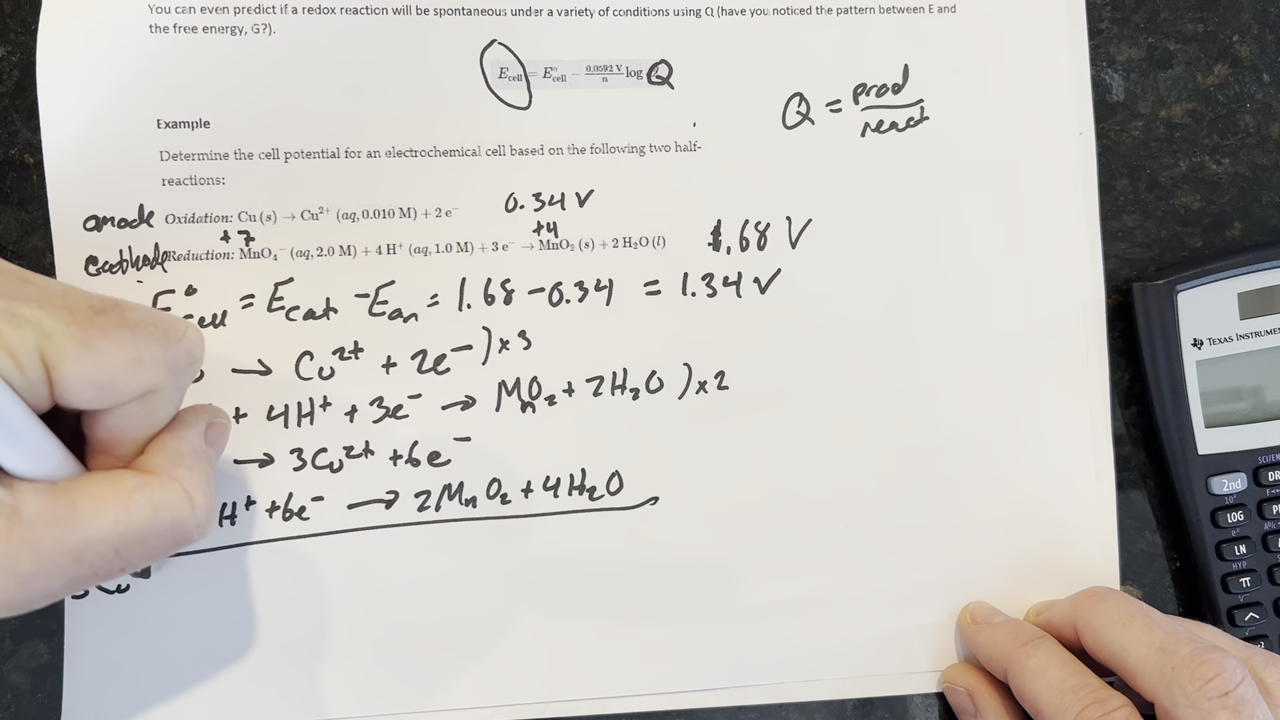 You can even predict if a redox reaction will be spontaneous under a variety of conditions using Q (have you noticed the pattern between E and
the free energy, G?).
E_cell = E°_cell − 0.0592 V/n log Q
Q = prod/react
Example
Determine the cell potential for an electrochemical cell based on the following two half-
reactions:
anode Oxidation: Cu (s) → Cu²⁺ (aq, 0.010 M) + 2 e⁻ 0.34 V
+7 +4
Cathode Reduction: MnO₄⁻ (aq, 2.0 M) + 4 H⁺ (aq, 1.0 M) + 3 e⁻ → MnO₂ (s) + 2 H₂O (l) 1.68 V
E°cell = Ecat − Ean = 1.68 − 0.34 = 1.34 V
→ Cu²⁺ + 2e⁻) x 3
+ 4H⁺ + 3e⁻ → MnO₂ + 2H₂O) x 2
→ 3Cu²⁺ + 6e⁻
H⁺ + 6e⁻ → 2MnO₂ + 4H₂O
TEXAS INSTRUME
2nd
LOG
LN
π
HYP
^